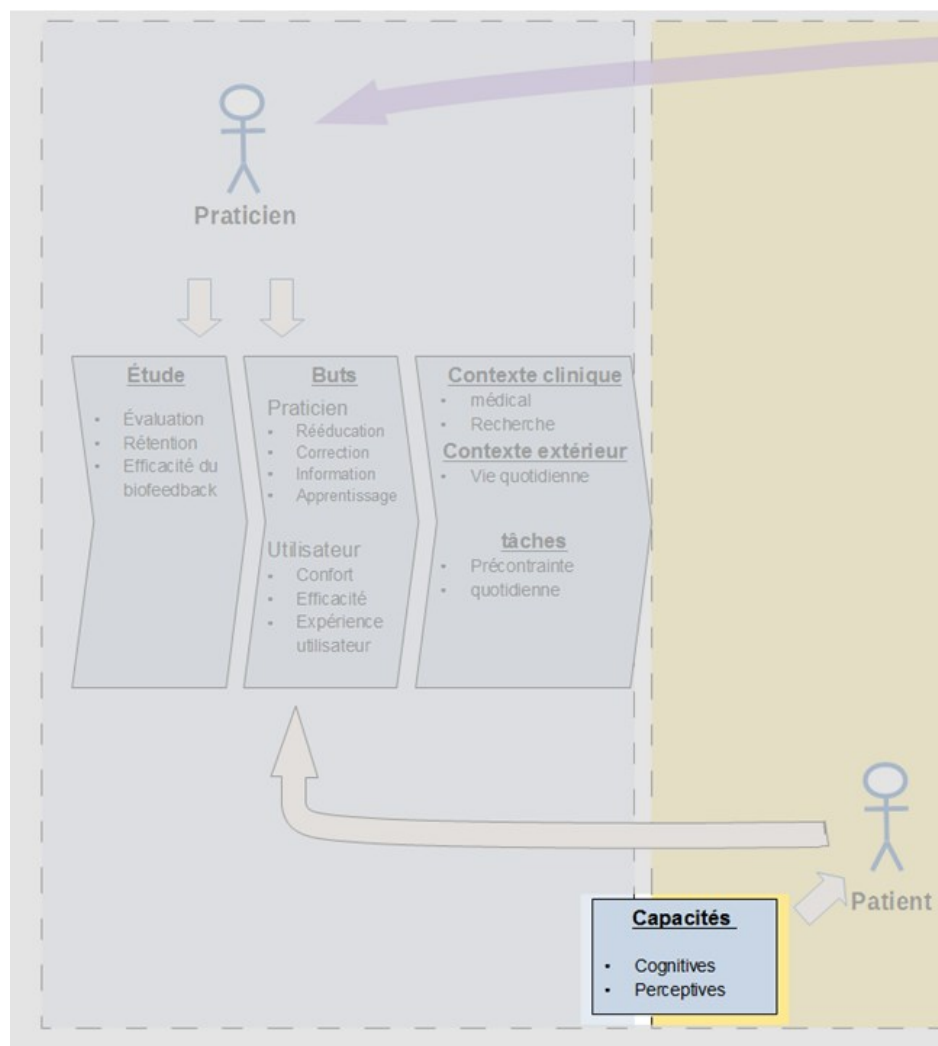 Praticien
Étude
Évaluation
Rétention
Efficacité du
biofeedback
Buts
Praticien
Rééducation
Correction
Information
Apprentissage
Utilisateur
Confort
Efficacité
Expérience
utilisateur
Contexte clinique
médical
Recherche
Contexte extérieur
Vie quotidienne
tâches
Précontrainte
quotidienne
Patient
Capacités
Cognitives
Perceptives